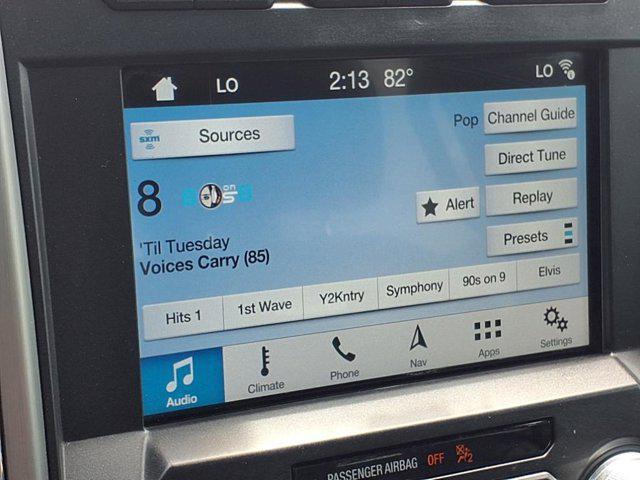 LO 2:13 82° LO
sxm Sources
Pop Channel Guide
Direct Tune
8 on
Alert Replay
'Til Tuesday
Voices Carry (85)
Presets
Hits 1 1st Wave Y2Kntry Symphony 90s on 9 Elvis
Audio Climate Phone Nav Apps Settings
PASSENGER AIRBAG OFF